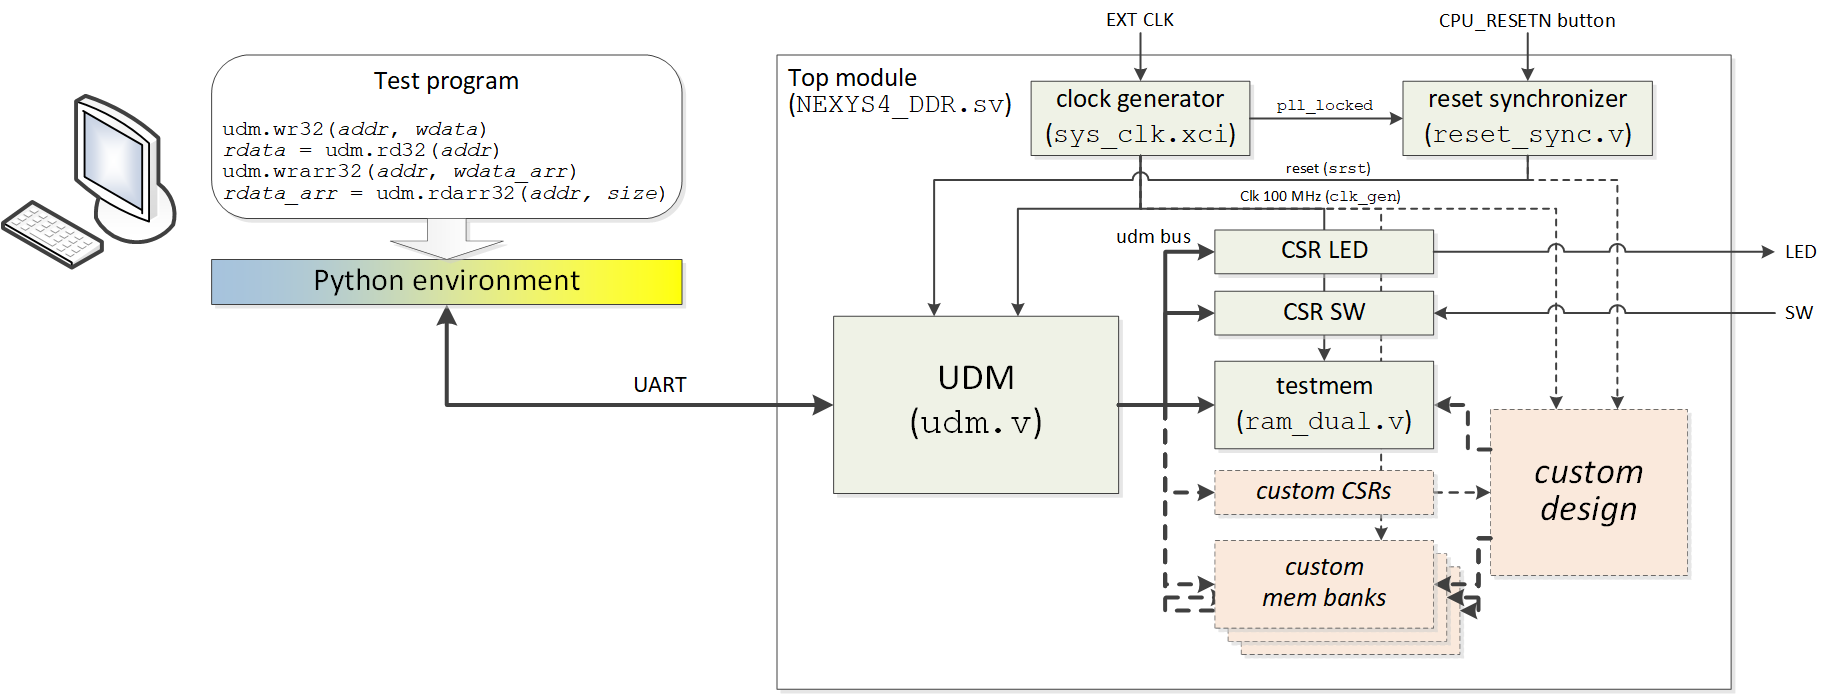 EXT CLK
CPU_RESETN button
Test program
udm.wr32(addr, wdata)
rdata = udm.rd32(addr)
udm.wrarr32(addr, wdata_arr)
rdata_arr = udm.rdarr32(addr, size)
Python environment
UART
Top module
(NEXYS4_DDR.sv)
clock generator
(sys_clk.xci)
pll_locked
reset synchronizer
(reset_sync.v)
reset (srst)
Clk 100 MHz (clk_gen)
udm bus
CSR LED
LED
CSR SW
SW
UDM
(udm.v)
testmem
(ram_dual.v)
custom CSRs
custom
design
custom
mem banks